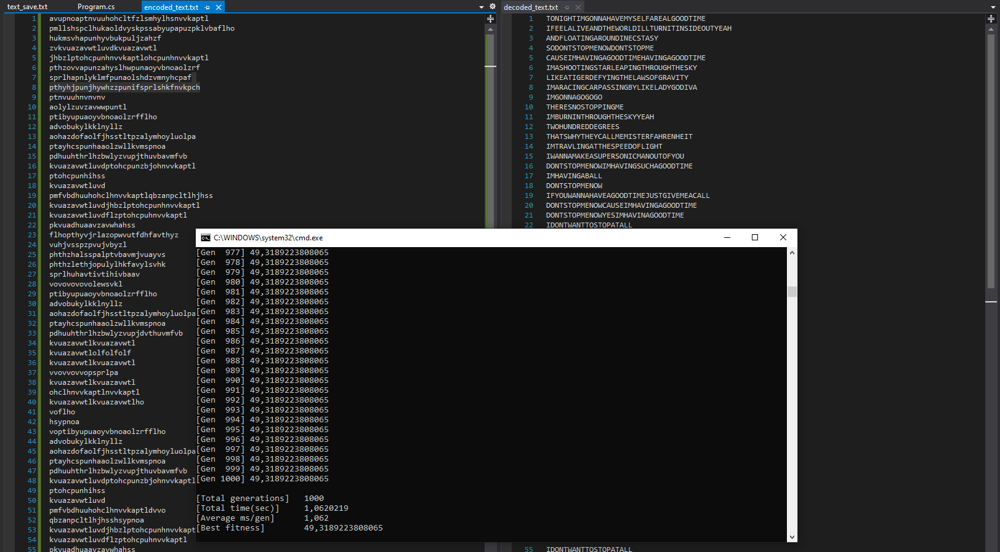 text_save.txt
Program.cs
encoded_text.txt
decoded_text.txt
1 avupnoaptnvuuhohcltfzlsmhylhsnvvkaptl
2 pmllshspclhukaoldvyskpssabyupapuzpklvbaflho
3 hukmsvhapunhyvbukpuljzahzf
4 zvkvuazavwtluvdkvuazavwtl
5 jhbzlptohcpunhnvvkaptlohcpunhnvvkaptl
6 pthzovvapunzahyslhwpunaoyvbnoaolzrf
7 sprlhapnlyklmfpunaolshdzvmnyhcpaf
8 pthyhjpunjhywhzzpunifsprlshkfnvkpch
9 ptnvuuhnvnvnv
10 aolylzuvzavwwpuntl
11 ptibyupuaoyvbnoaolzrfflho
12 advobukylkklnyllz
13 aohazdofaolfjhsstltpzalymhoyluolpa
14 ptayhcspunhaaolzwllkvmspnoa
15 pdhuuhthrlhzbwlyzvupjthuvbavmfvb
16 kvuazavwtluvdptohcpunzbjohnvvkaptl
17 ptohcpunhihss
18 kvuazavwtluvd
19 pmfvbdhuuhohclhnvvkaptlqbzanpcltlhjhss
20 kvuazavwtluvdjhbzlptohcpunhnvvkaptl
21 kvuazavwtluvdflzptohcpuhnvvkaptl
22 pkvuadhuaavzavwhahss
23 flhopthyvjrlazopwvutfdhfavthyz
24 vuhjvsspzpvujvbyzl
25 phthzhalsspalptvbavmjvuayvs
26 phthzlethjopulylhkfavylsvhk
27 sprlhuhavtivtihivbaav
28 vovovovovolewsvkl
29 ptibyupuaoyvbnoaolzrfflho
30 advobukylkklnyllz
31 aohazdofaolfjhsstltpzalymhoyluolpa
32 ptayhcspunhaaolzwllkvmspnoa
33 pdhuuhthrlhzbwlyzvupjdvthuvmfvb
34 kvuazavwtlkvuazavwtl
35 kvuazavwtlolfolfolf
36 kvuazavwtlkvuazavwtl
37 vvovvovvopsprlpa
38 kvuazavwtlkvuazavwtl
39 ohclhnvvkaptlnvvkaptl
40 kvuazavwtlkvuazavwtlho
41 voflho
42 hsypnoa
43 voptibyupuaoyvbnoaolzrfflho
44 advobukylkklnyllz
45 aohazdofaolfjhsstltpzalymhoyluolpa
46 ptayhcspunhaaolzwllkvmspnoa
47 pdhuuhthrlhzbwlyzvupjthuvbavmfvb
48 kvuazavwtluvdptohcpunzbjohnvvkaptl
49 ptohcpunhihss
50 kvuazavwtluvd
51 pmfvbdhuuhohclhnvvkaptldvvo
52 qbzanpcltlhjhsshsypnoa
53 kvuazavwtluvdjhbzlptohcpunhnvvkapt
54 kvuazavwtluvdflzptohcpuhnvvkaptl
55 pkvuadhuaavzavwhahss
1 TONIGHTIMGONNAHAVEMYSELFAREALGOODTIME
2 IFEELALIVEANDTHEWORLDILLTURNITINSIDEOUTYEAH
3 ANDFLOATINGAROUNDINECSTASY
4 SODONTSTOPMENOWDONTSTOPME
5 CAUSEIMHAVINGAGOODTIMEHAVINGAGOODTIME
6 IMASHOOTINGSTARLEAPINGTHROUGHTHESKY
7 LIKEATIGERDEFYINGTHELAWSOFGRAVITY
8 IMARACINGCARPASSINGBYLIKELADYGODIVA
9 IMGONNAGOGOGO
10 THERESNOSTOPPINGME
11 IMBURNINTHROUGHTHESKYYEAH
12 TWOHUNDREDDEGREES
13 THATSWHYTHEYCALLMEMISTERFAHRENHEIT
14 IMTRAVLINGATTHESPEEDOFLIGHT
15 IWANNAMAKEASUPERSONICMANOUTOFYOU
16 DONTSTOPMENOWIMHAVINGSUCHAGOODTIME
17 IMHAVINGABALL
18 DONTSTOPMENOW
19 IFYOUWANNAHAVEAGOODTIMEJUSTGIVEMEACALL
20 DONTSTOPMENOWCAUSEIMHAVINGAGOODTIME
21 DONTSTOPMENOWYESIMHAVINAGOODTIME
22 IDONTWANTTOSTOPATALL
55 IDONTWANTTOSTOPATALL
C:\WINDOWS\system32\cmd.exe
[Gen  977] 49,3189223808065
[Gen  978] 49,3189223808065
[Gen  979] 49,3189223808065
[Gen  980] 49,3189223808065
[Gen  981] 49,3189223808065
[Gen  982] 49,3189223808065
[Gen  983] 49,3189223808065
[Gen  984] 49,3189223808065
[Gen  985] 49,3189223808065
[Gen  986] 49,3189223808065
[Gen  987] 49,3189223808065
[Gen  988] 49,3189223808065
[Gen  989] 49,3189223808065
[Gen  990] 49,3189223808065
[Gen  991] 49,3189223808065
[Gen  992] 49,3189223808065
[Gen  993] 49,3189223808065
[Gen  994] 49,3189223808065
[Gen  995] 49,3189223808065
[Gen  996] 49,3189223808065
[Gen  997] 49,3189223808065
[Gen  998] 49,3189223808065
[Gen  999] 49,3189223808065
[Gen 1000] 49,3189223808065
[Total generations] 1000
[Total time(sec)] 1,0620219
[Average ms/gen] 1,062
[Best fitness] 49,3189223808065